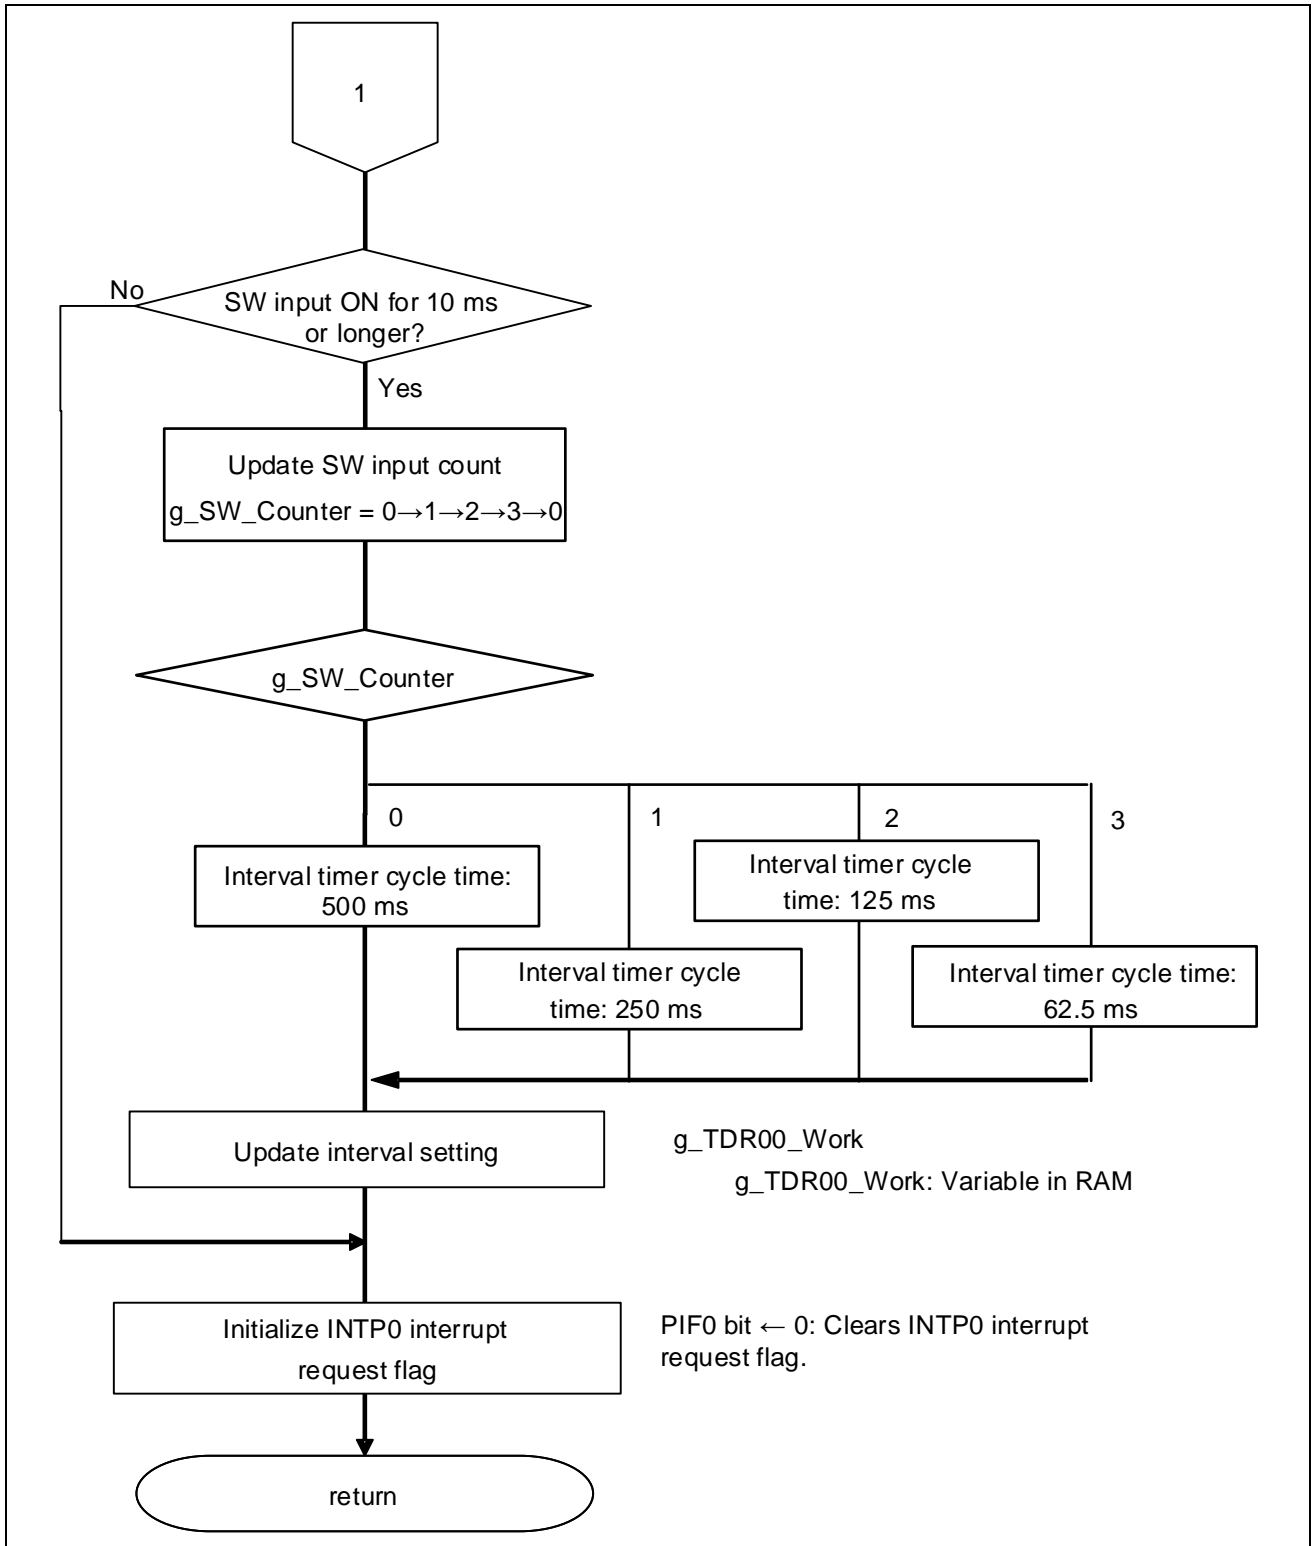 1
No
SW input ON for 10 ms
or longer?
Yes
Update SW input count
g_SW_Counter = 0→1→2→3→0
g_SW_Counter
0
1
2
3
Interval timer cycle time:
500 ms
Interval timer cycle
time: 250 ms
Interval timer cycle
time: 125 ms
Interval timer cycle time:
62.5 ms
Update interval setting
g_TDR00_Work
g_TDR00_Work: Variable in RAM
Initialize INTP0 interrupt
request flag
PIF0 bit ← 0: Clears INTP0 interrupt
request flag.
return